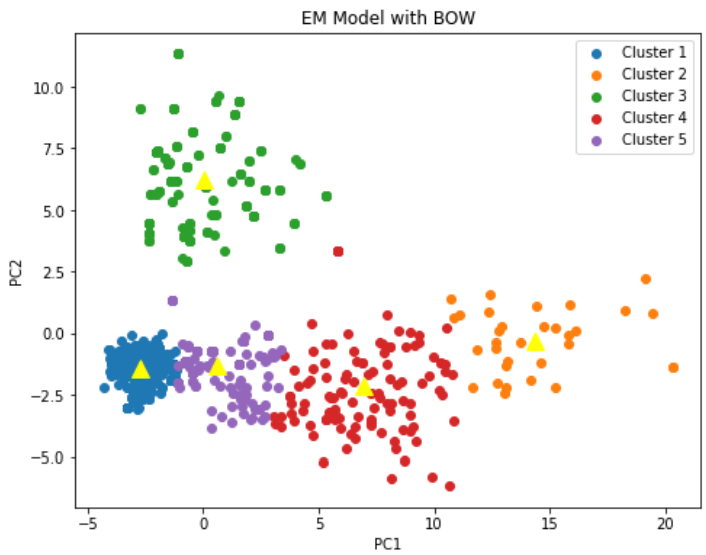 EM Model with BOW
Cluster 1
Cluster 2
Cluster 3
Cluster 4
Cluster 5
10.0
7.5
5.0
2.5
0.0
−2.5
−5.0
PC2
−5
0
5
10
15
20
PC1